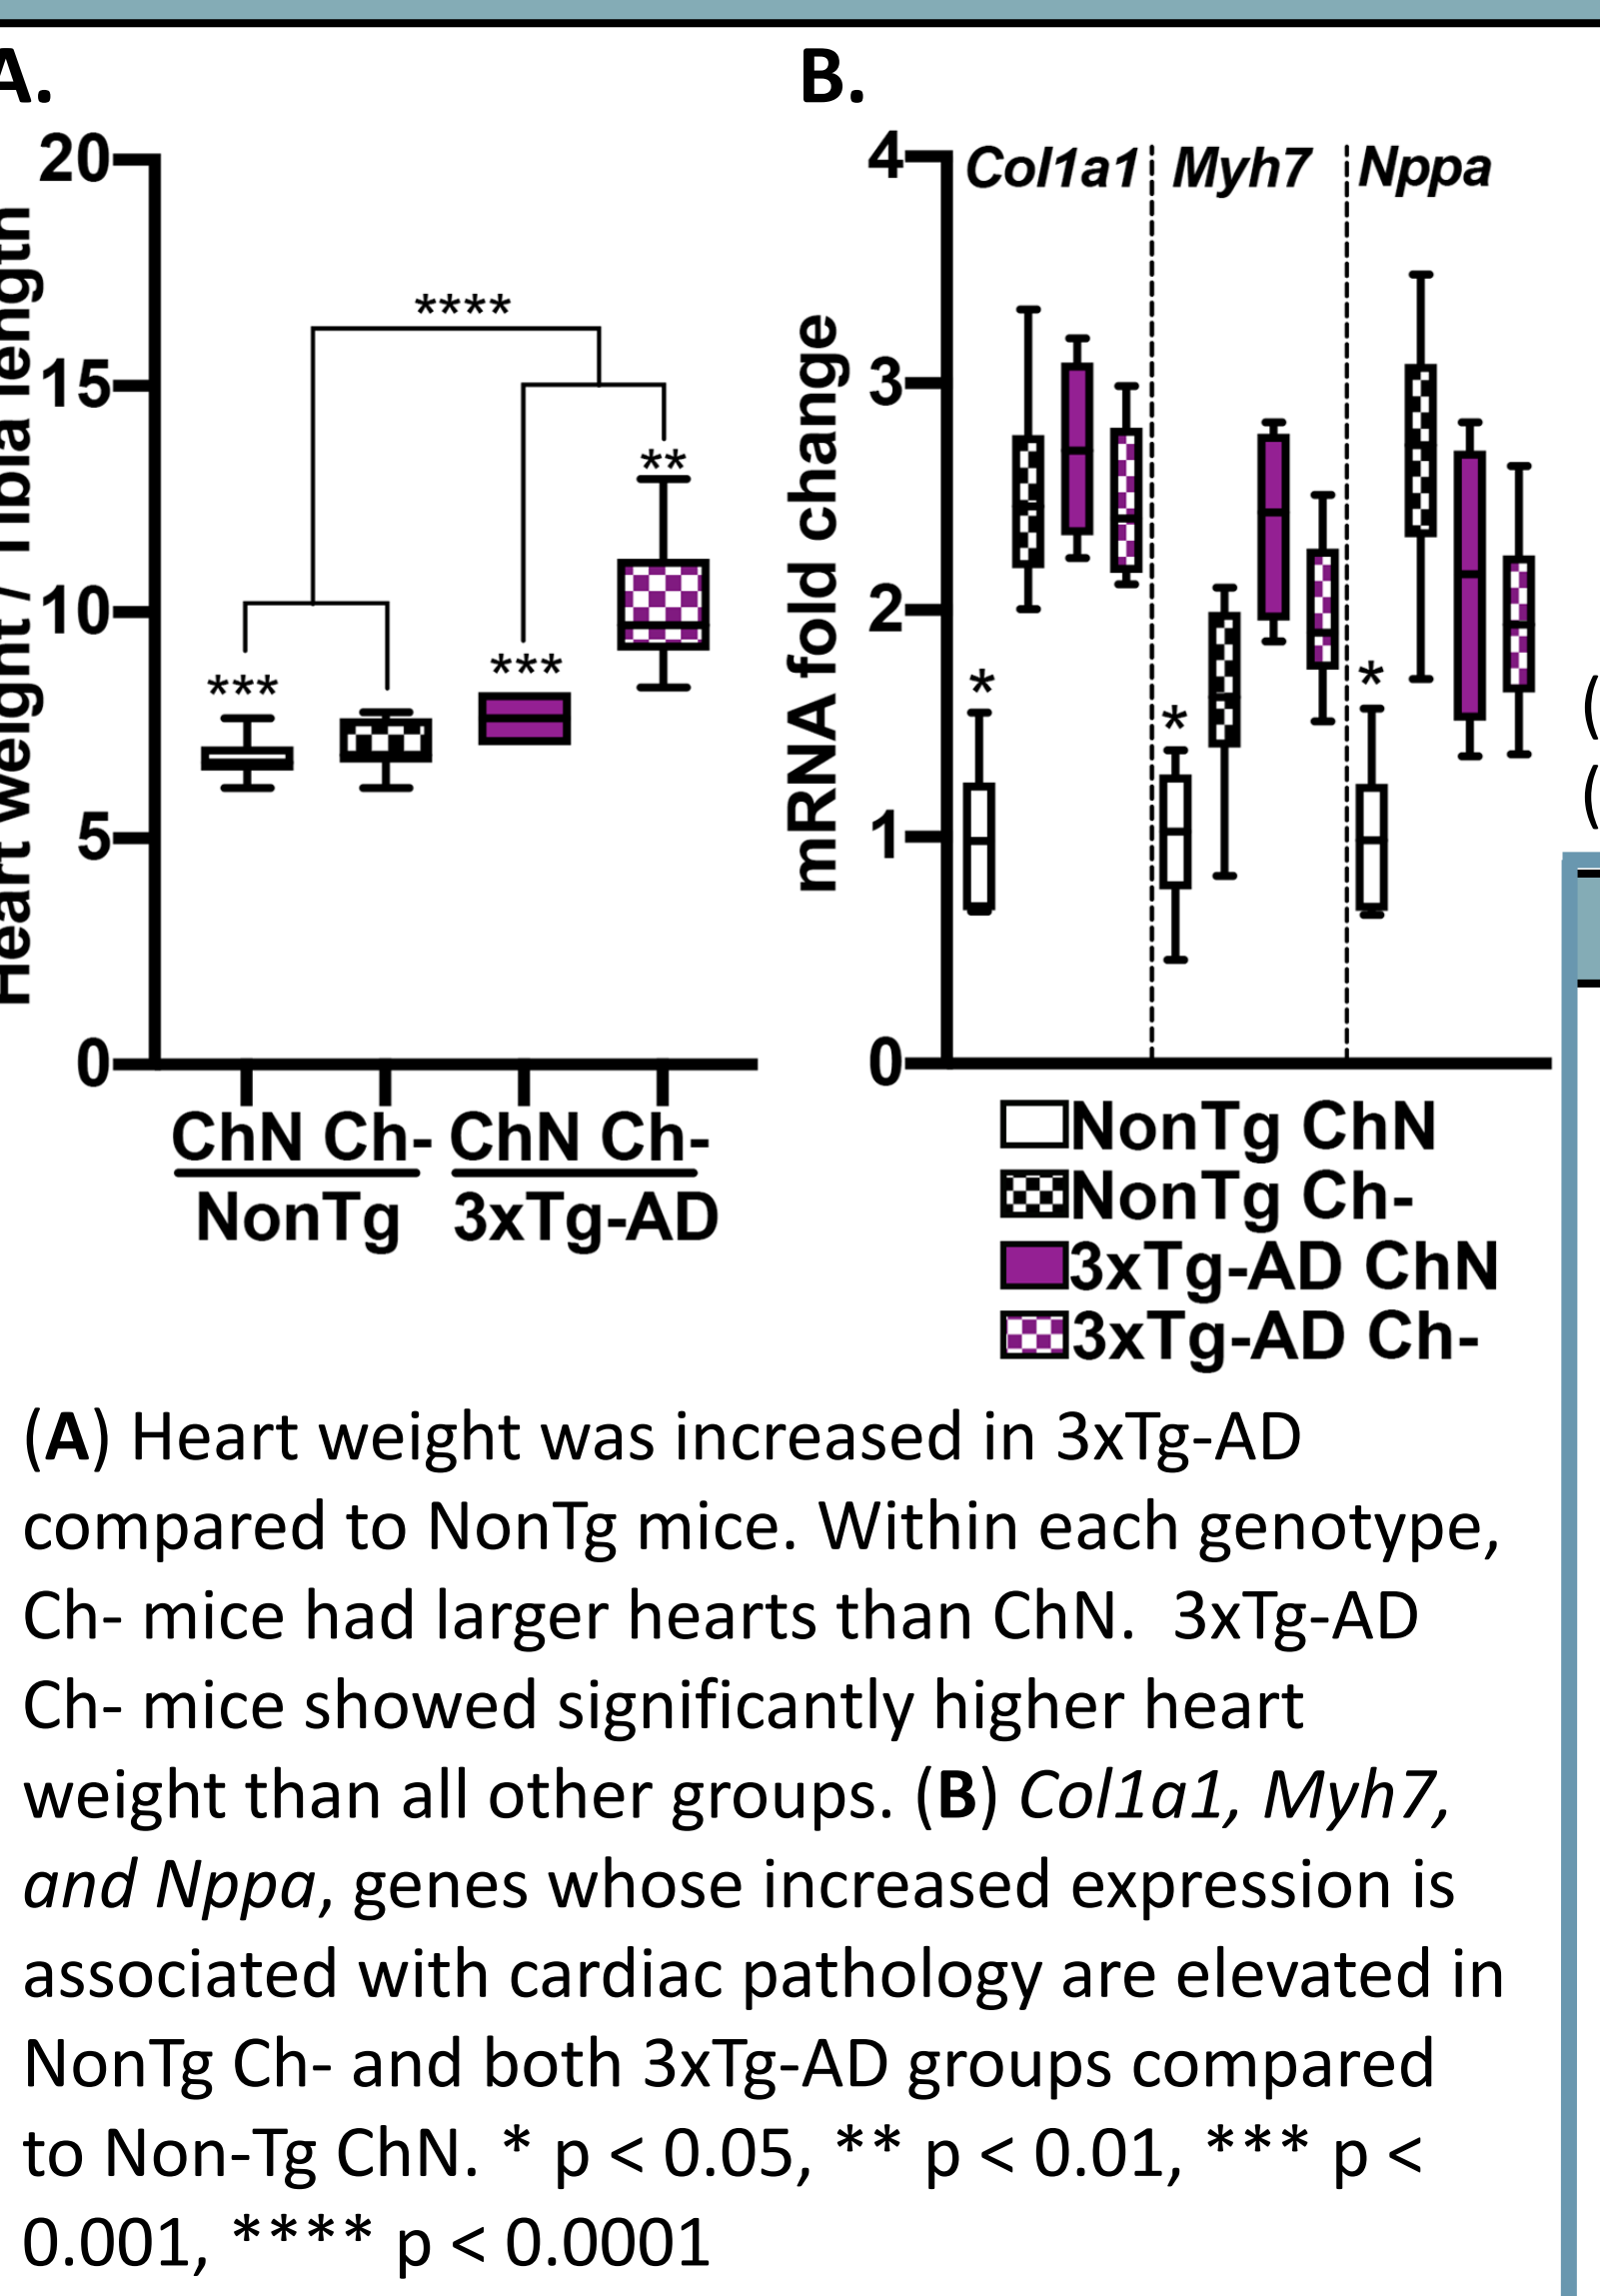 A.
20
15
10
5
0
Heart weight / Tibia length
****
***
***
**
ChN Ch- ChN Ch-
NonTg 3xTg-AD
B.
4
3
2
1
0
mRNA fold change
Col1a1 Myh7 Nppa
*
*
*
NonTg ChN
NonTg Ch-
3xTg-AD ChN
3xTg-AD Ch-
(A) Heart weight was increased in 3xTg-AD
compared to NonTg mice. Within each genotype,
Ch- mice had larger hearts than ChN.  3xTg-AD
Ch- mice showed significantly higher heart
weight than all other groups. (B) Col1a1, Myh7,
and Nppa, genes whose increased expression is
associated with cardiac pathology are elevated in
NonTg Ch- and both 3xTg-AD groups compared
to Non-Tg ChN. * p < 0.05, ** p < 0.01, *** p <
0.001, **** p < 0.0001
(
(